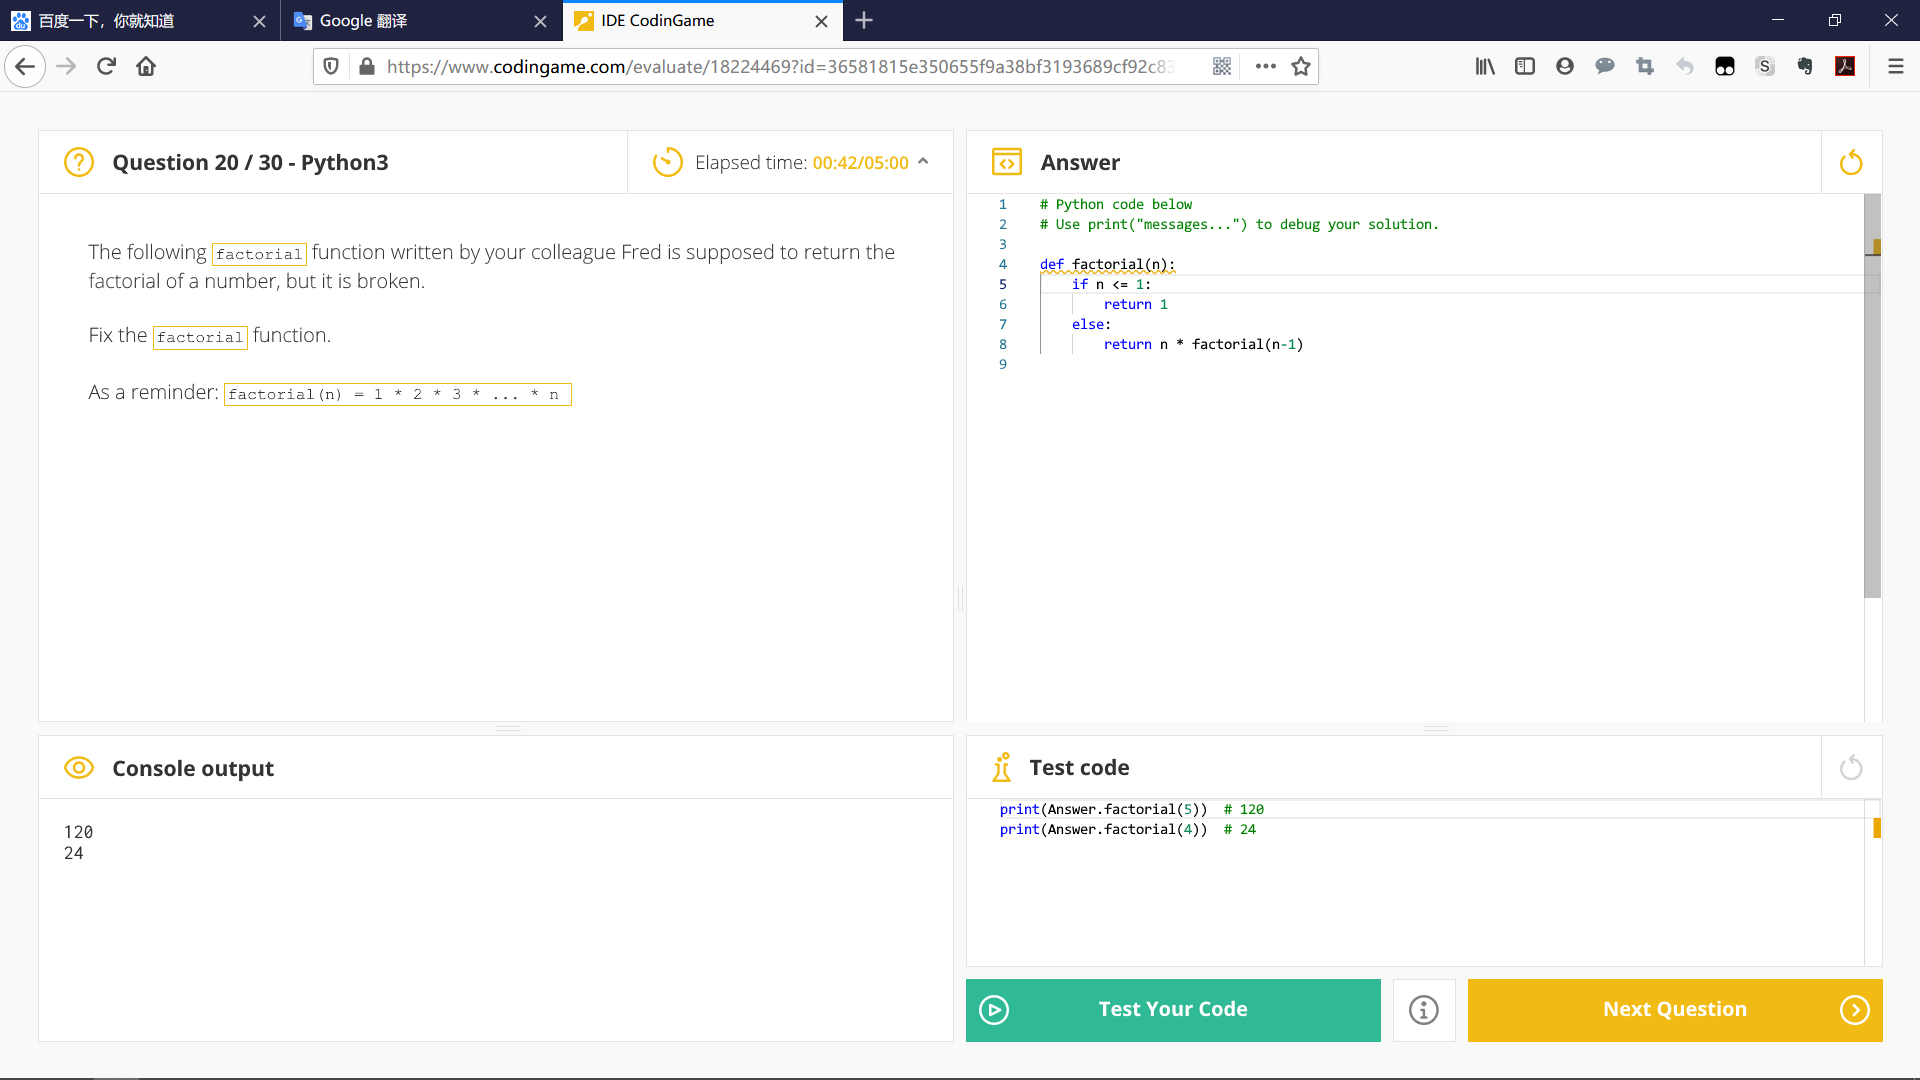 百度一下，你就知道
Google 翻译
IDE CodinGame
https://www.codingame.com/evaluate/18224469?id=36581815e350655f9a38bf3193689cf92c83
Question 20 / 30 - Python3
Elapsed time: 00:42/05:00
The following factorial function written by your colleague Fred is supposed to return the
factorial of a number, but it is broken.
Fix the factorial function.
As a reminder: factorial(n) = 1 * 2 * 3 * ... * n
Answer
1 # Python code below
2 # Use print("messages...") to debug your solution.
3
4 def factorial(n):
5 if n <= 1:
6 return 1
7 else:
8 return n * factorial(n-1)
9
Console output
120
24
Test code
print(Answer.factorial(5)) # 120
print(Answer.factorial(4)) # 24
Test Your Code
Next Question